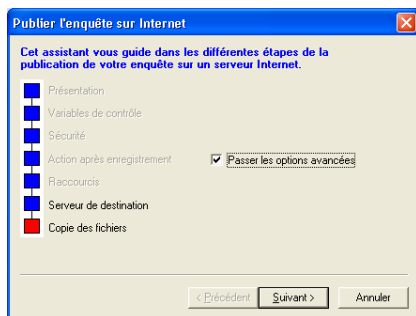 Publier l'enquête sur Internet
Cet assistant vous guide dans les différentes étapes de la
publication de votre enquête sur un serveur Internet.
Présentation
Variables de contrôle
Sécurité
Action après enregistrement
Passer les options avancées
Raccourcis
Serveur de destination
Copie des fichiers
< Précédent
Suivant >
Annuler